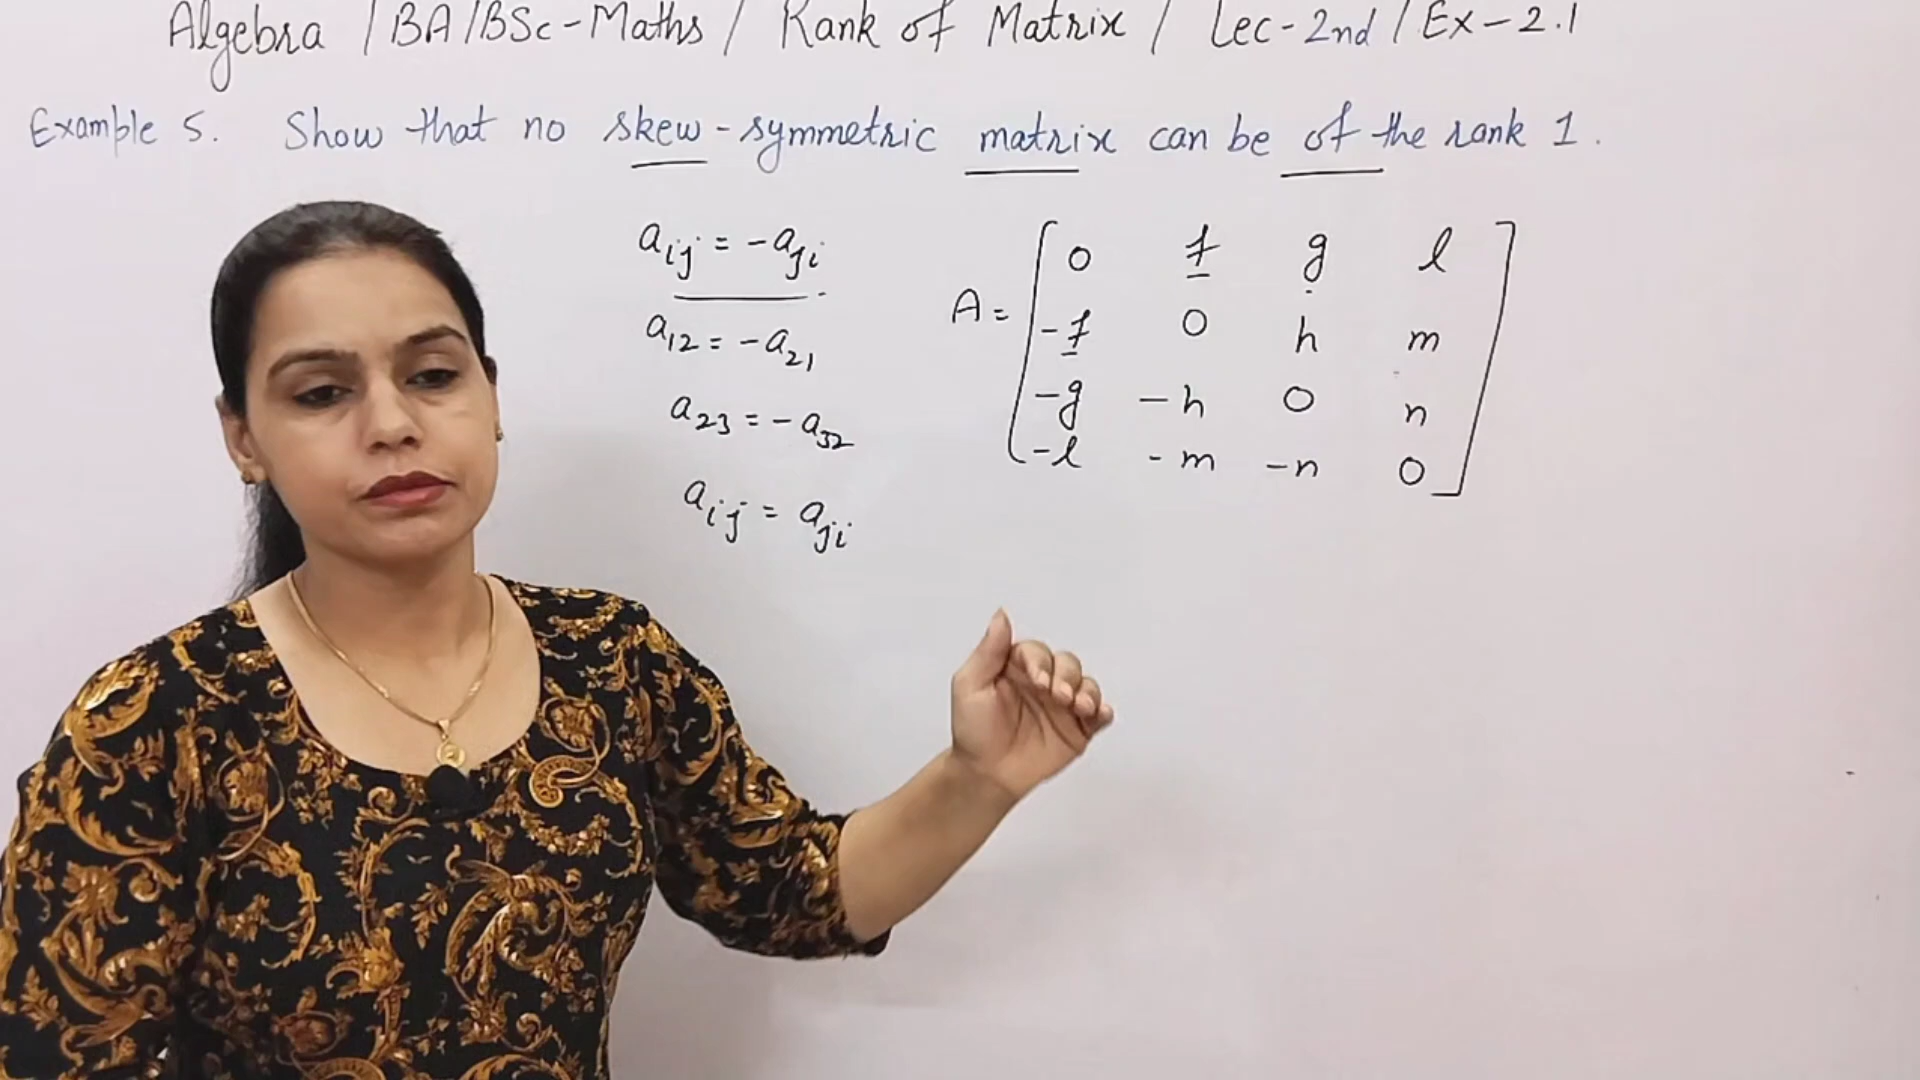 Algebra / BA/BSc-Maths / Rank of Matrix / Lec-2nd / Ex-2.1
Example 5. Show that no skew-symmetric matrix can be of the rank 1.
aij = -aji
a12 = -a21
a23 = -a32
aij = aji
A = [ 0 f g l
-f 0 h m
-g -h 0 n
-l -m -n 0 ]